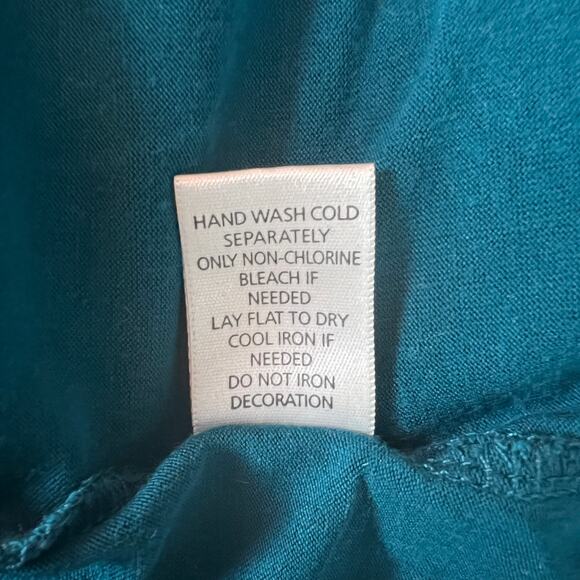 HAND WASH COLD
SEPARATELY
ONLY NON-CHLORINE
BLEACH IF
NEEDED
LAY FLAT TO DRY
COOL IRON IF
NEEDED
DO NOT IRON
DECORATION